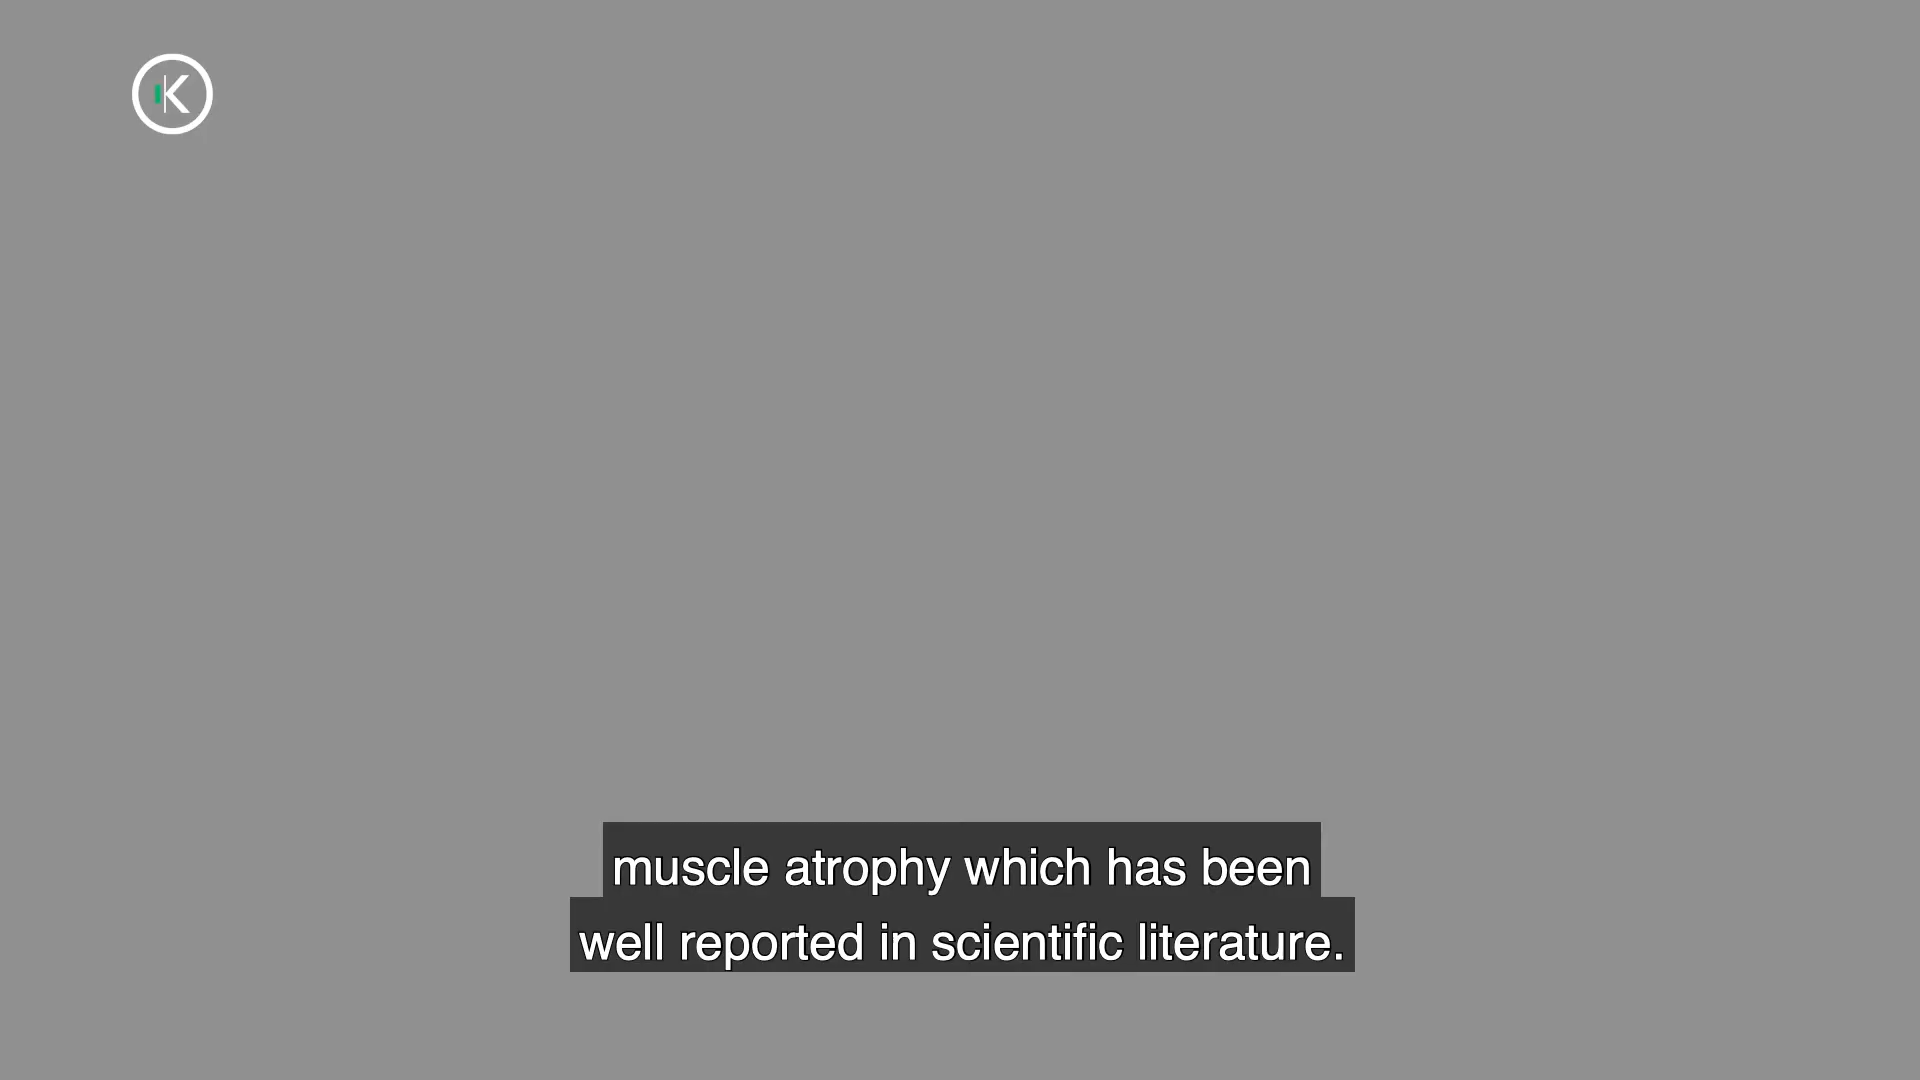 K
muscle atrophy which has been
well reported in scientific literature.